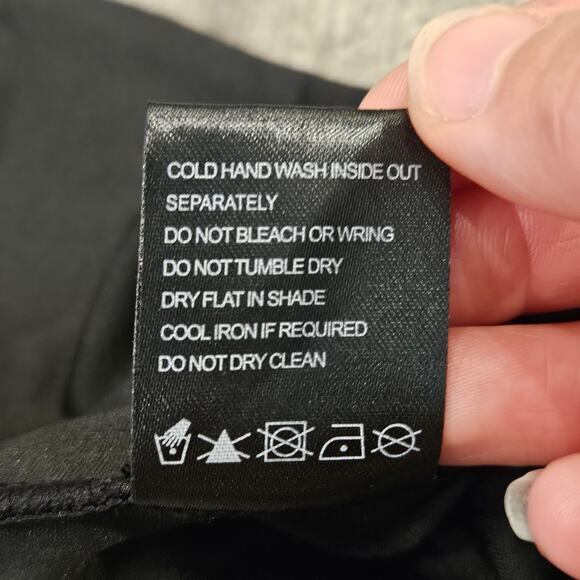 COLD HAND WASH INSIDE OUT
SEPARATELY
DO NOT BLEACH OR WRING
DO NOT TUMBLE DRY
DRY FLAT IN SHADE
COOL IRON IF REQUIRED
DO NOT DRY CLEAN